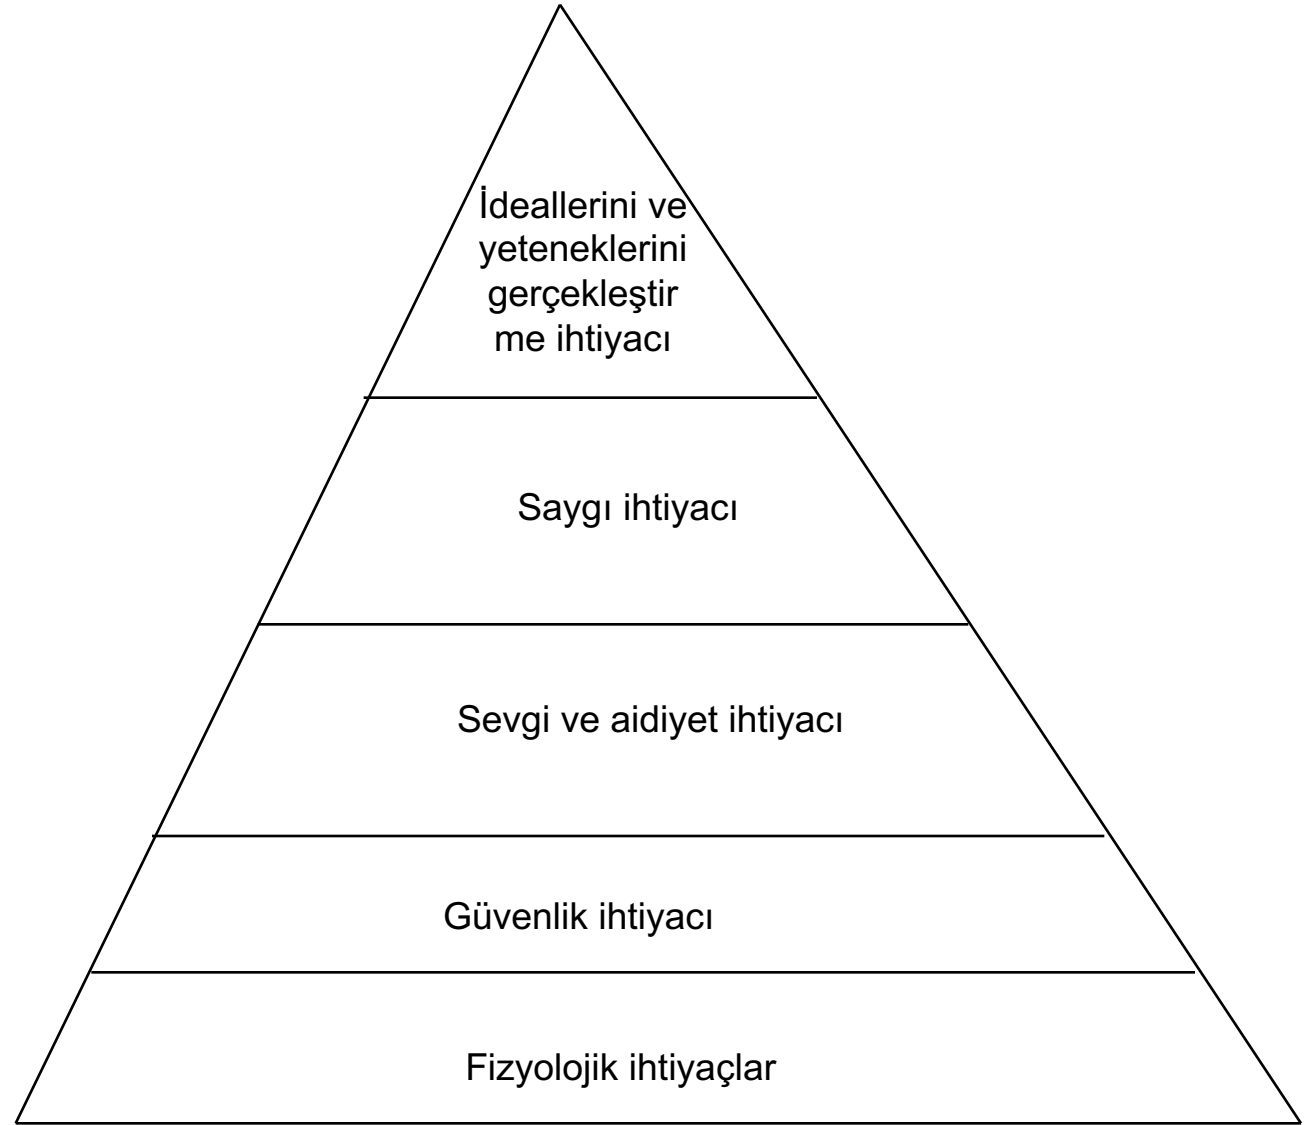 İdeallerini ve
yeteneklerini
gerçekleştir
me ihtiyacı
Saygı ihtiyacı
Sevgi ve aidiyet ihtiyacı
Güvenlik ihtiyacı
Fizyolojik ihtiyaçlar